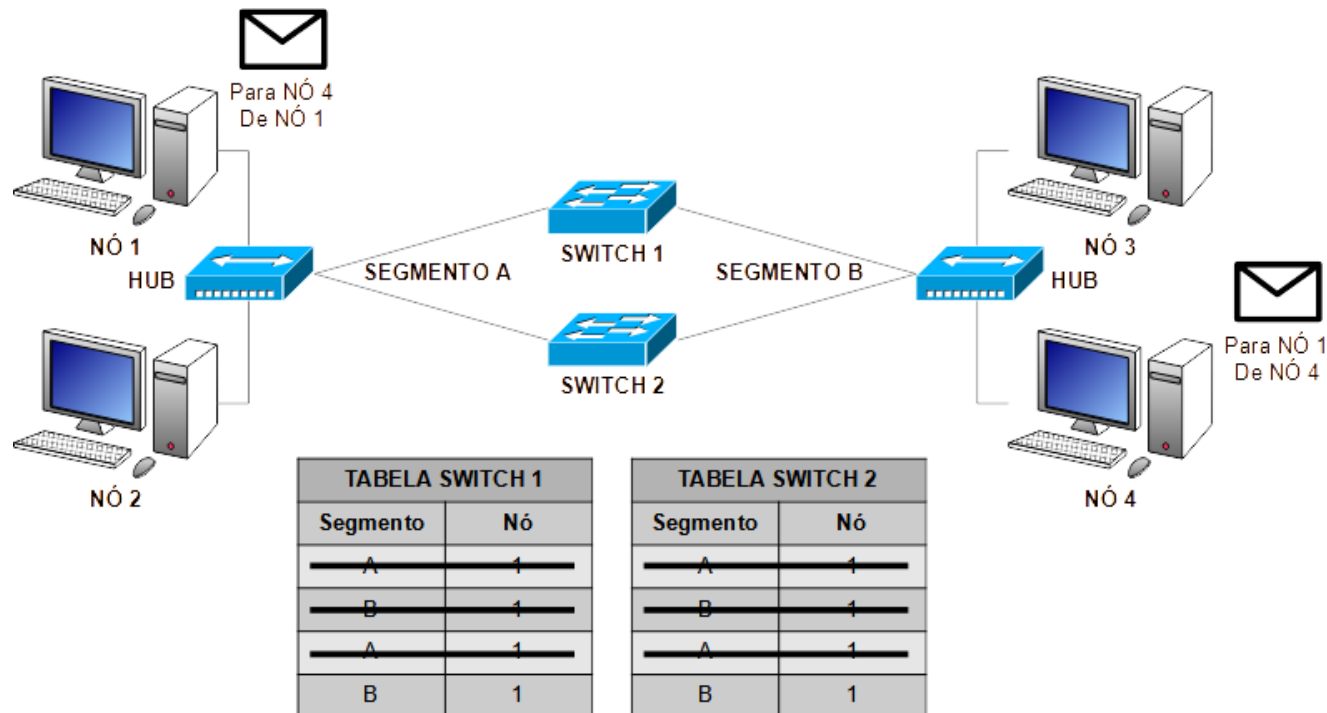 Para NÓ 4
De NÓ 1
NÓ 1
HUB
SEGMENTO A
SWITCH 1
SEGMENTO B
HUB
NÓ 3
SWITCH 2
Para NÓ 1
De NÓ 4
NÓ 2
NÓ 4
TABELA SWITCH 1
Segmento Nó
A 1
B 1
A 1
B 1
TABELA SWITCH 2
Segmento Nó
A 1
B 1
A 1
B 1